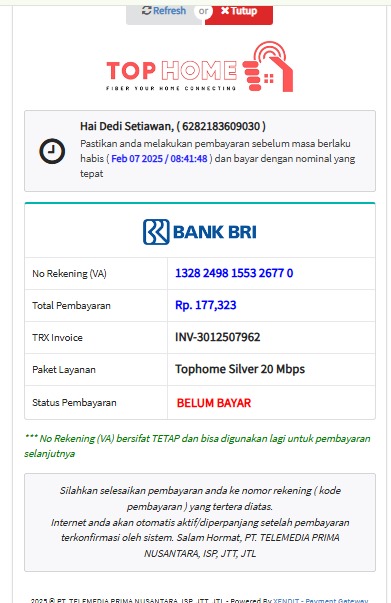 Refresh or Tutup
TOP HOME
FIBER YOUR HOME CONNECTING
Hai Dedi Setiawan, ( 6282183609030 )
Pastikan anda melakukan pembayaran sebelum masa berlaku
habis ( Feb 07 2025 / 08:41:48 ) dan bayar dengan nominal yang
tepat
BANK BRI
No Rekening (VA) 1328 2498 1553 2677 0
Total Pembayaran Rp. 177,323
TRX Invoice INV-3012507962
Paket Layanan Tophome Silver 20 Mbps
Status Pembayaran BELUM BAYAR
*** No Rekening (VA) bersifat TETAP dan bisa digunakan lagi untuk pembayaran
selanjutnya
Silahkan selesaikan pembayaran anda ke nomor rekening ( kode
pembayaran ) yang tertera diatas.
Internet anda akan otomatis aktif/diperpanjang setelah pembayaran
terkonfirmasi oleh sistem. Salam Hormat, PT. TELEMEDIA PRIMA
NUSANTARA, ISP, JTT, JTL
2025 © PT. TELEMEDIA PRIMA NUSANTARA, ISP, JTT, JTL - Powered By XENDIT - Payment Gateway